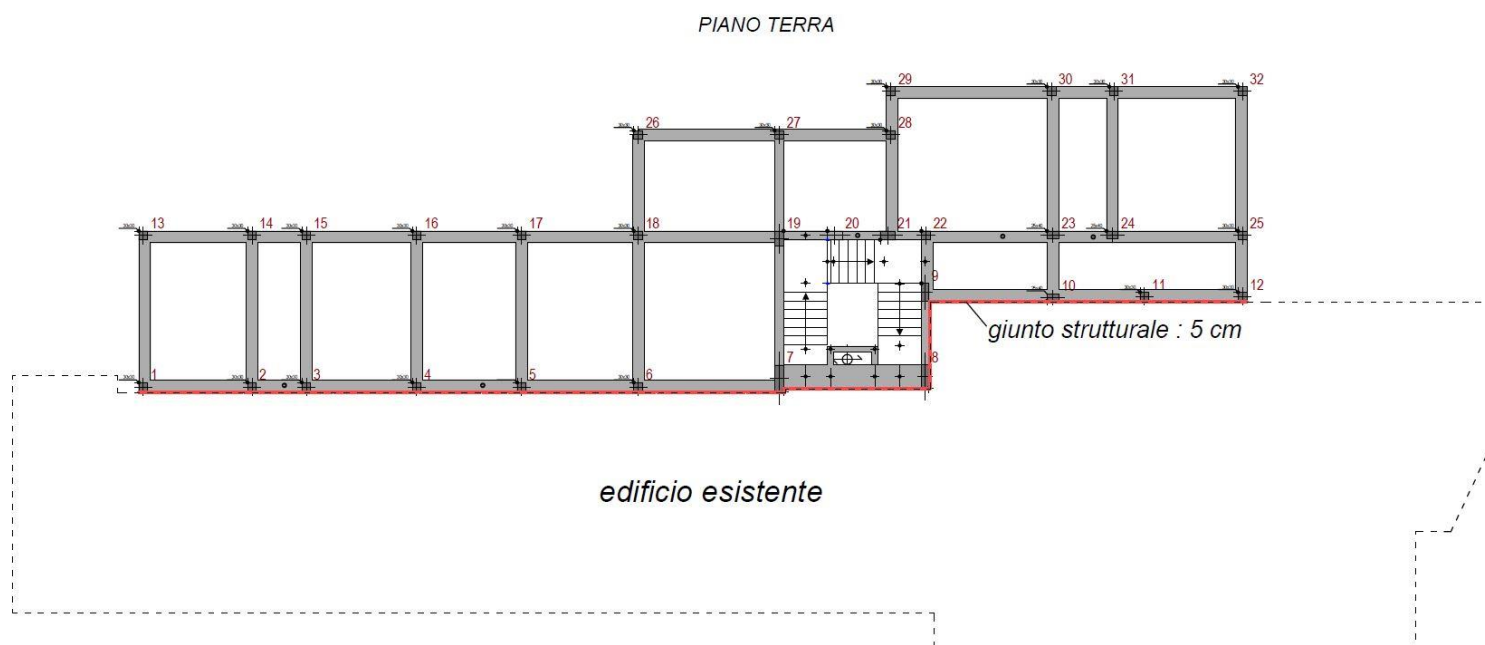 PIANO TERRA
29 30 31 32
26 27 28
13 14 15 16 17 18 19 20 21 22 23 24 25
9 10 11 12
giunto strutturale : 5 cm
1 2 3 4 5 6 7 8
edificio esistente